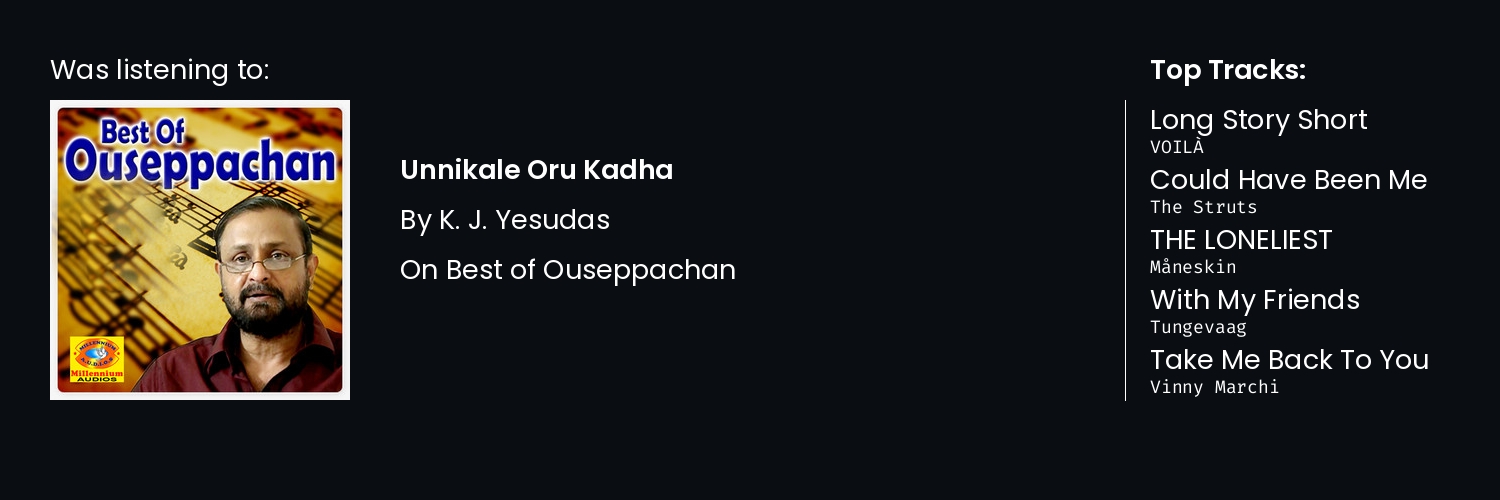 Was listening to:
Best Of
Ouseppachan
MILLENNIUM
AUDIOS
Millennium
AUDIOS
Unnikale Oru Kadha
By K. J. Yesudas
On Best of Ouseppachan
Top Tracks:
Long Story Short
VOILÀ
Could Have Been Me
The Struts
THE LONELIEST
Måneskin
With My Friends
Tungevaag
Take Me Back To You
Vinny Marchi